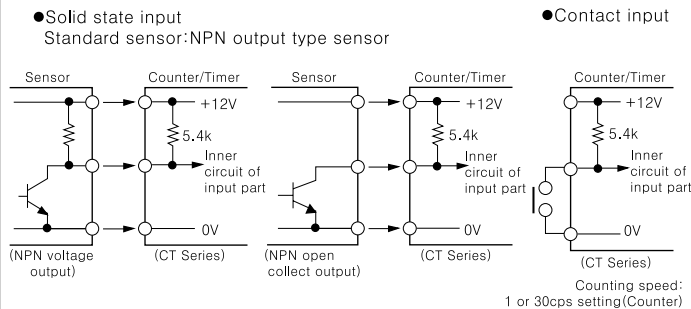 ●Solid state input
Standard sensor:NPN output type sensor
●Contact input
Sensor
Counter/Timer
+12V
5.4k
Inner
circuit of
input part
0V
(NPN voltage
output)
(CT Series)
Sensor
Counter/Timer
+12V
5.4k
Inner
circuit of
input part
0V
(NPN open
collect output)
(CT Series)
Counter/Timer
+12V
5.4k
Inner
circuit of
input part
0V
(CT Series)
Counting speed:
1 or 30cps setting(Counter)